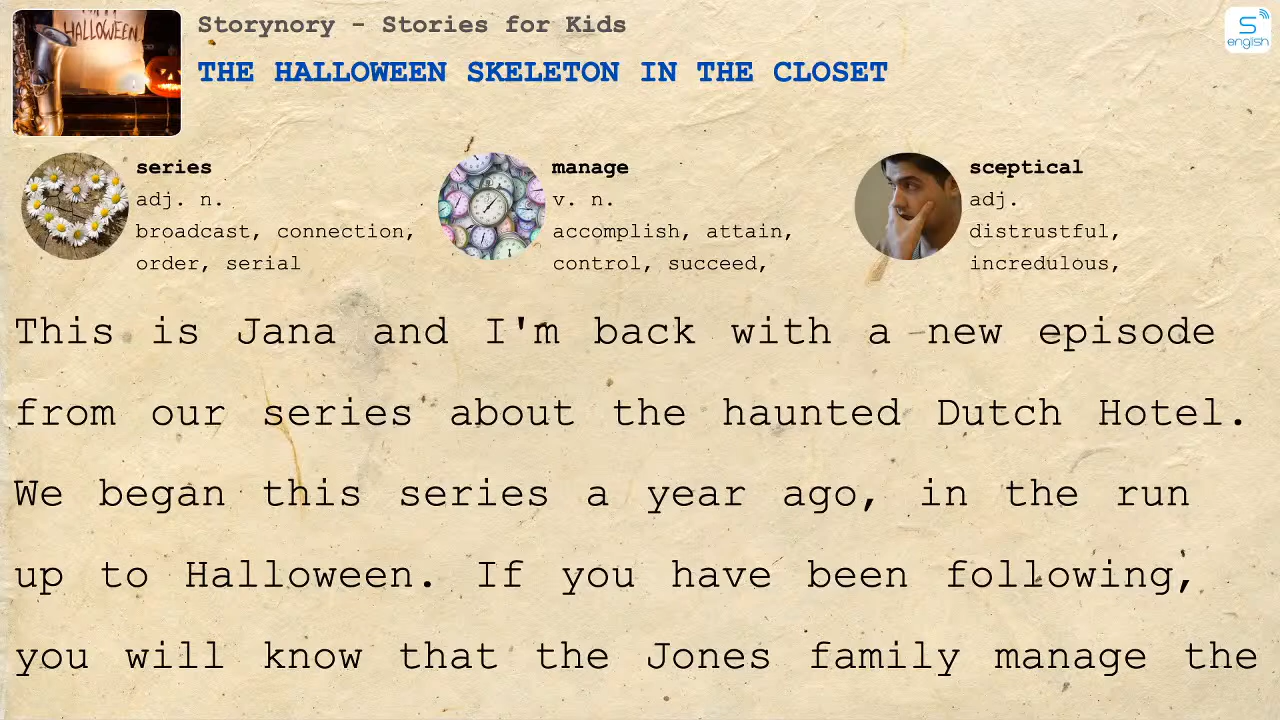 HALLOWEEN!
Storynory - Stories for Kids
S
english
THE HALLOWEEN SKELETON IN THE CLOSET
series
adj. n.
broadcast, connection,
order, serial
manage
v. n.
accomplish, attain,
control, succeed,
sceptical
adj.
distrustful,
incredulous,
This is Jana and I'm back with a new episode
from our series about the haunted Dutch Hotel.
We began this series a year ago, in the run
up to Halloween. If you have been following,
you will know that the Jones family manage the